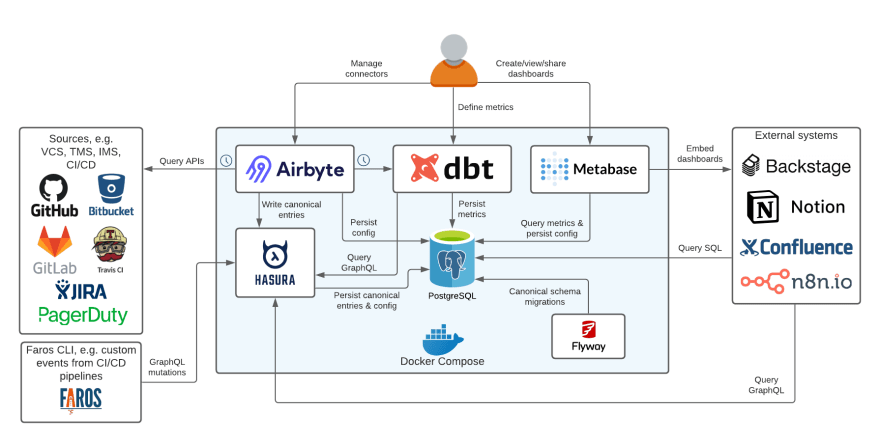 Manage
connectors
Create/view/share
dashboards
Define metrics
Sources, e.g.
VCS, TMS, IMS,
CI/CD
GitHub
Bitbucket
GitLab
Travis CI
JIRA
PagerDuty
Query APIs
Airbyte
dbt
Metabase
Embed
dashboards
External systems
Backstage
Notion
Confluence
n8n.io
Write canonical
entries
Persist
config
Persist
metrics
Query metrics &
persist config
HASURA
Query
GraphQL
PostgreSQL
Query SQL
Persist canonical
entries & config
Canonical schema
migrations
Flyway
Docker Compose
Faros CLI, e.g. custom
events from CI/CD
pipelines
FAROS
GraphQL
mutations
Query
GraphQL